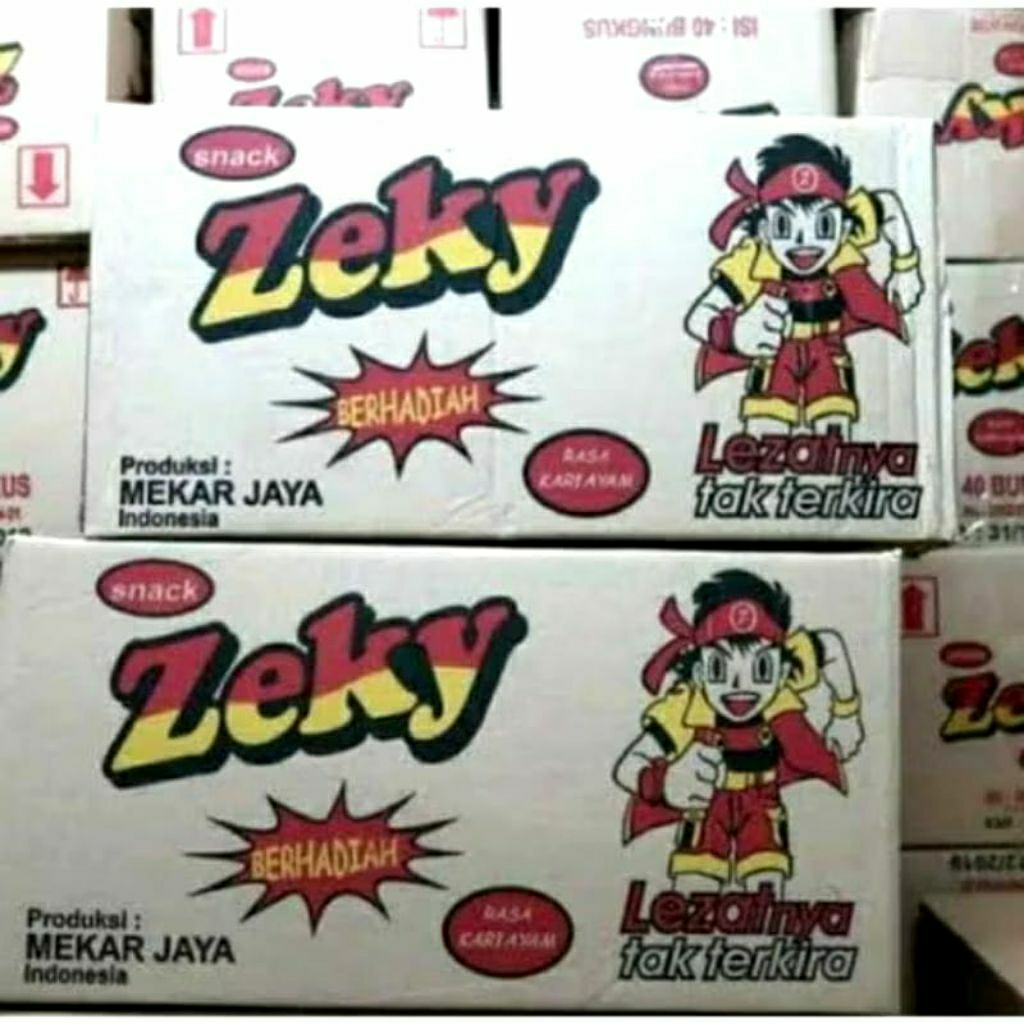 ISI : 40 BUNGKUS
Zeky
snack
Zeky
BERHADIAH
RASA
KARI AYAM
Lezatnya
tak terkira
Produksi :
MEKAR JAYA
Indonesia
snack
Zeky
BERHADIAH
RASA
KARI AYAM
Lezatnya
tak terkira
Produksi :
MEKAR JAYA
Indonesia